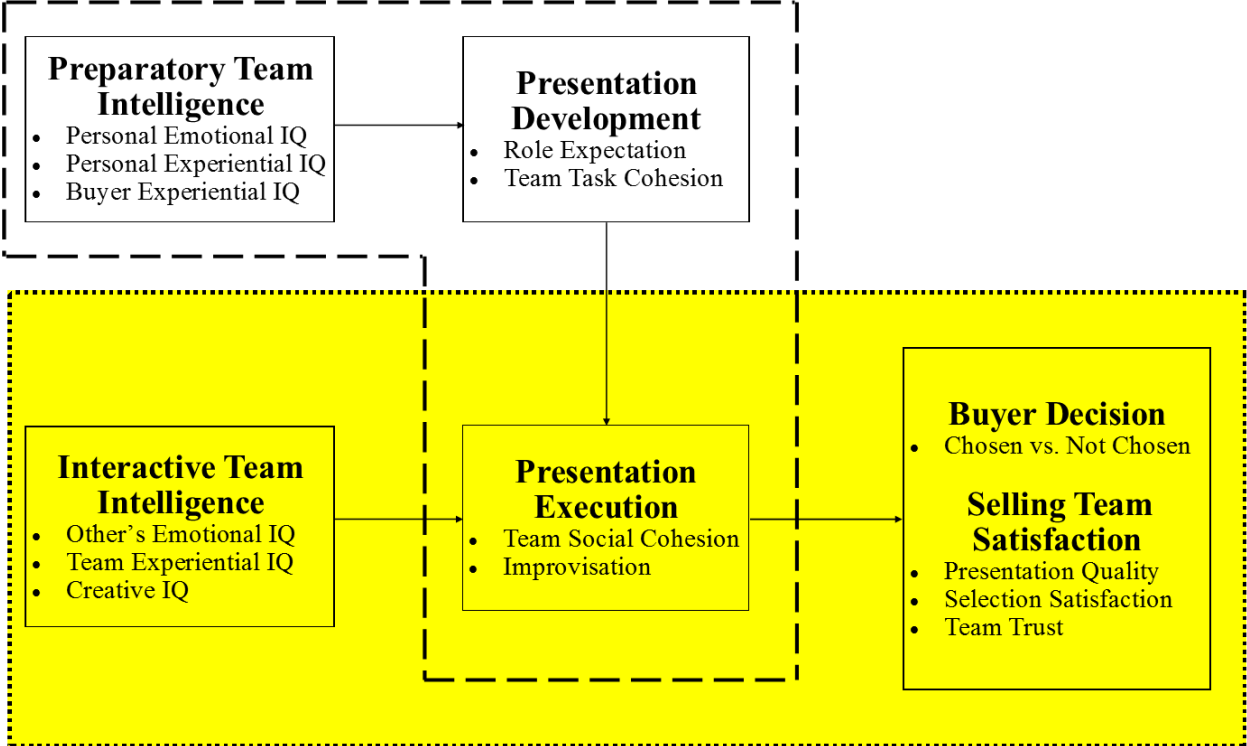 Preparatory Team
Intelligence
• Personal Emotional IQ
• Personal Experiential IQ
• Buyer Experiential IQ
Presentation
Development
• Role Expectation
• Team Task Cohesion
Interactive Team
Intelligence
• Other’s Emotional IQ
• Team Experiential IQ
• Creative IQ
Presentation
Execution
• Team Social Cohesion
• Improvisation
Buyer Decision
• Chosen vs. Not Chosen
Selling Team
Satisfaction
• Presentation Quality
• Selection Satisfaction
• Team Trust